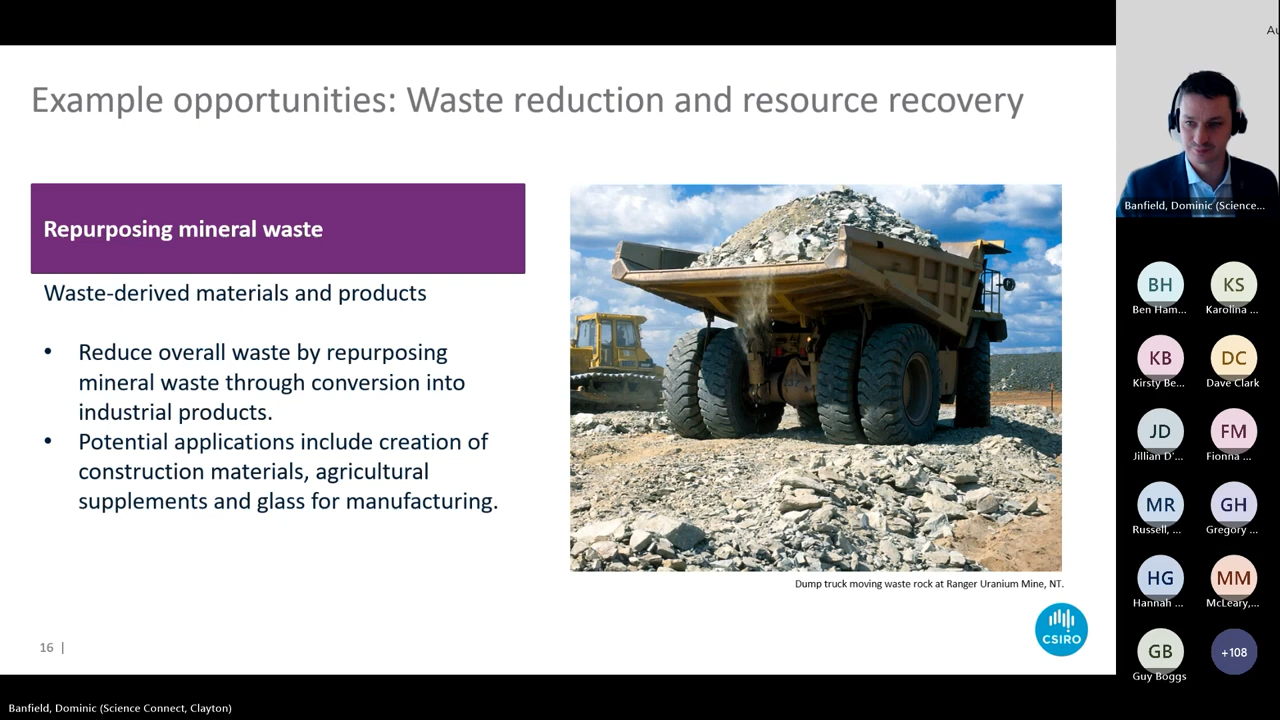 Example opportunities: Waste reduction and resource recovery
Repurposing mineral waste
Waste-derived materials and products
• Reduce overall waste by repurposing
mineral waste through conversion into
industrial products.
• Potential applications include creation of
construction materials, agricultural
supplements and glass for manufacturing.
Dump truck moving waste rock at Ranger Uranium Mine, NT.
CSIRO
16 |
Au
Banfield, Dominic (Science...
BH
Ben Ham...
KS
Karolina ...
KB
Kirsty Be...
DC
Dave Clark
JD
Jillian D'...
FM
Fionna ...
MR
Russell, ...
GH
Gregory ...
HG
Hannah ...
MM
McLeary,...
GB
Guy Boggs
+108
Banfield, Dominic (Science Connect, Clayton)